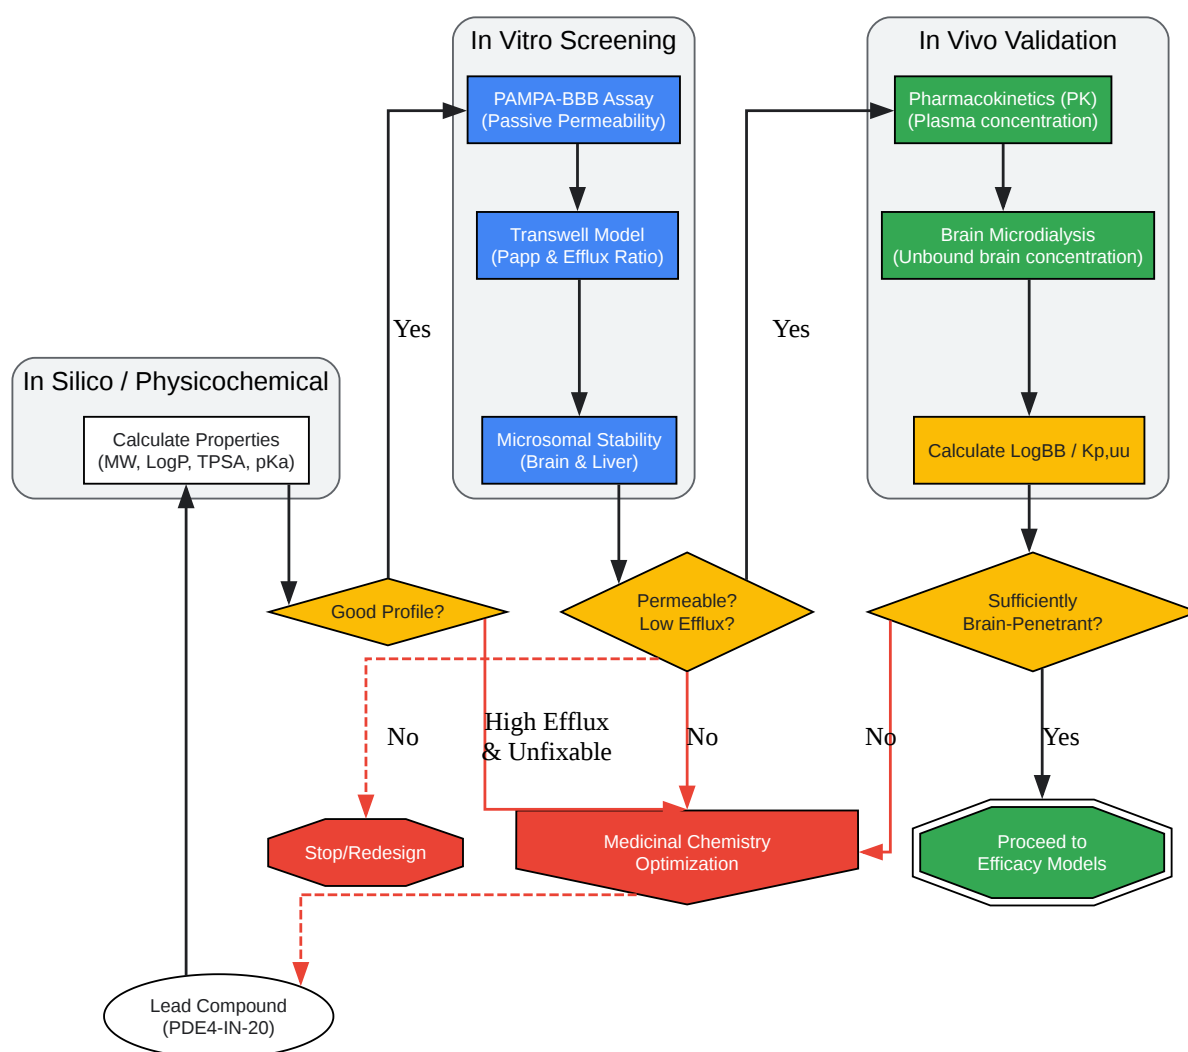 In Vitro Screening
PAMPA-BBB Assay
(Passive Permeability)
Transwell Model
(Papp & Efflux Ratio)
Microsomal Stability
(Brain & Liver)
In Vivo Validation
Pharmacokinetics (PK)
(Plasma concentration)
Brain Microdialysis
(Unbound brain concentration)
Calculate LogBB / Kp,uu
Yes
Yes
In Silico / Physicochemical
Calculate Properties
(MW, LogP, TPSA, pKa)
Good Profile?
Permeable?
Low Efflux?
Sufficiently
Brain-Penetrant?
No
High Efflux
& Unfixable
No
No
Yes
Stop/Redesign
Medicinal Chemistry
Optimization
Proceed to
Efficacy Models
Lead Compound
(PDE4-IN-20)